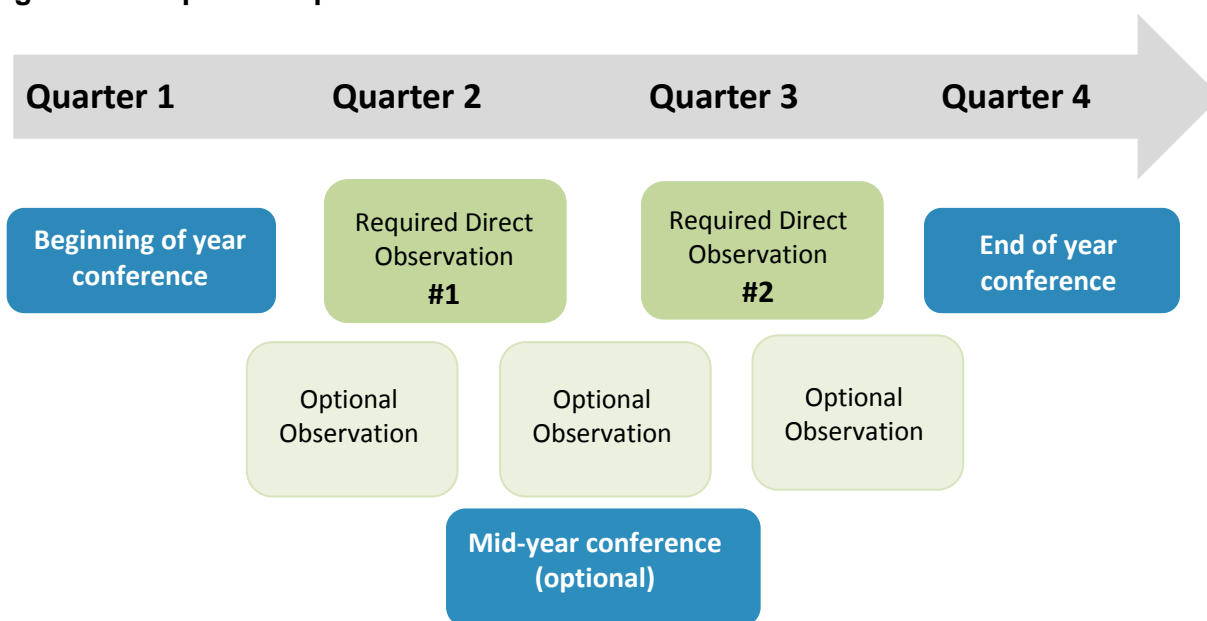 Quarter 1 Quarter 2 Quarter 3 Quarter 4
Beginning of year
conference
Required Direct
Observation
#1
Required Direct
Observation
#2
End of year
conference
Optional
Observation
Optional
Observation
Optional
Observation
Mid-year conference
(optional)